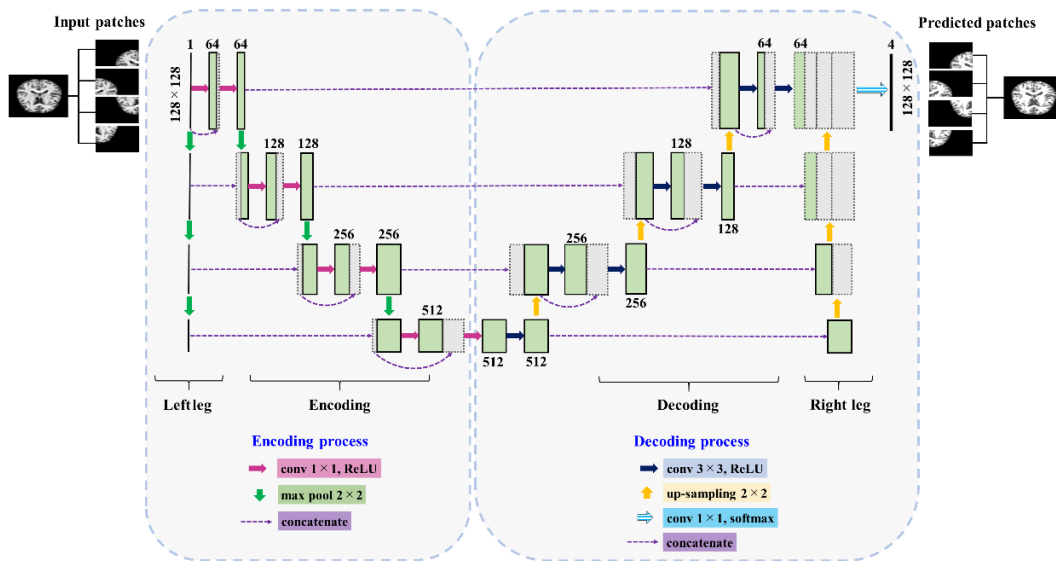 Input patches
Predicted patches
1 64 64
64 64 4
128 × 128
128 × 128
128 128
128
128
256 256
256
256
512
512 512
Left leg
Encoding
Decoding
Right leg
Encoding process
conv 1 × 1, ReLU
max pool 2 × 2
concatenate
Decoding process
conv 3 × 3, ReLU
up-sampling 2 × 2
conv 1 × 1, softmax
concatenate